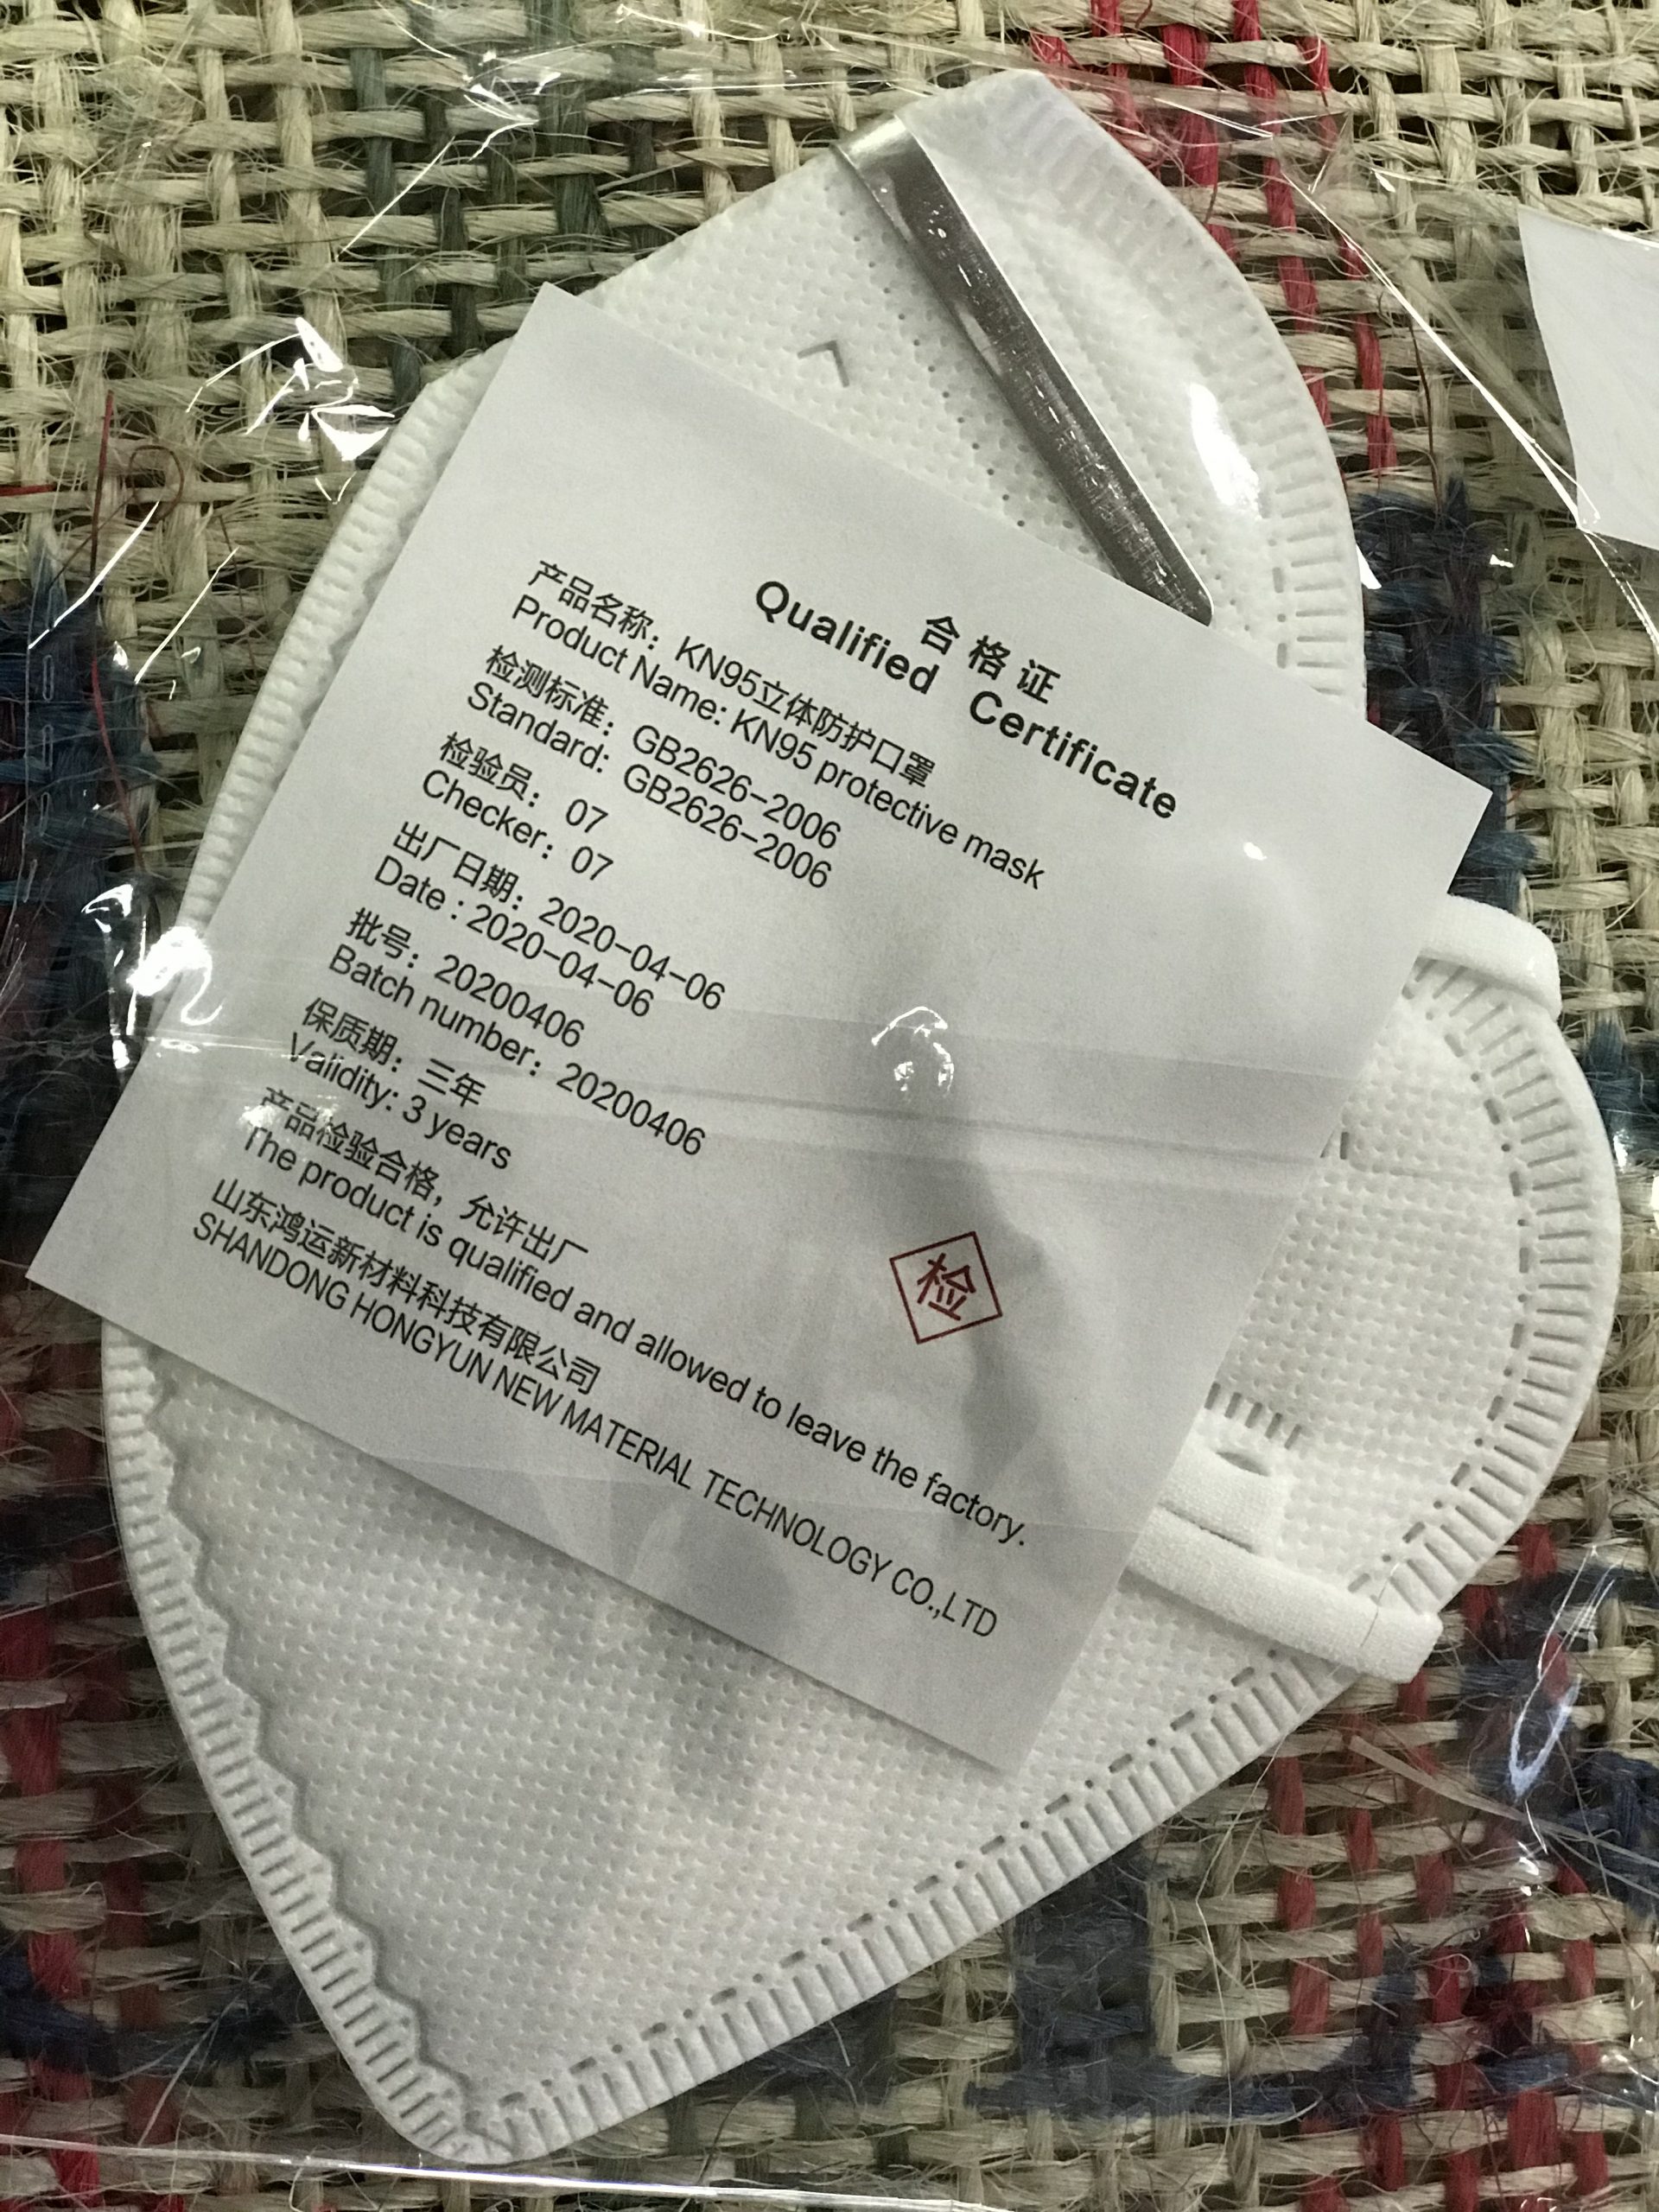 合格证
Qualified Certificate
产品名称：KN95立体防护口罩
Product Name: KN95 protective mask
检测标准：GB2626-2006
Standard: GB2626-2006
检验员：07
Checker：07
出厂日期：2020-04-06
Date : 2020-04-06
批号：20200406
Batch number：20200406
保质期：三年
Validity: 3 years
产品检验合格，允许出厂
The product is qualified and allowed to leave the factory.
山东鸿运新材料科技有限公司
SHANDONG HONGYUN NEW MATERIAL TECHNOLOGY CO.,LTD
检